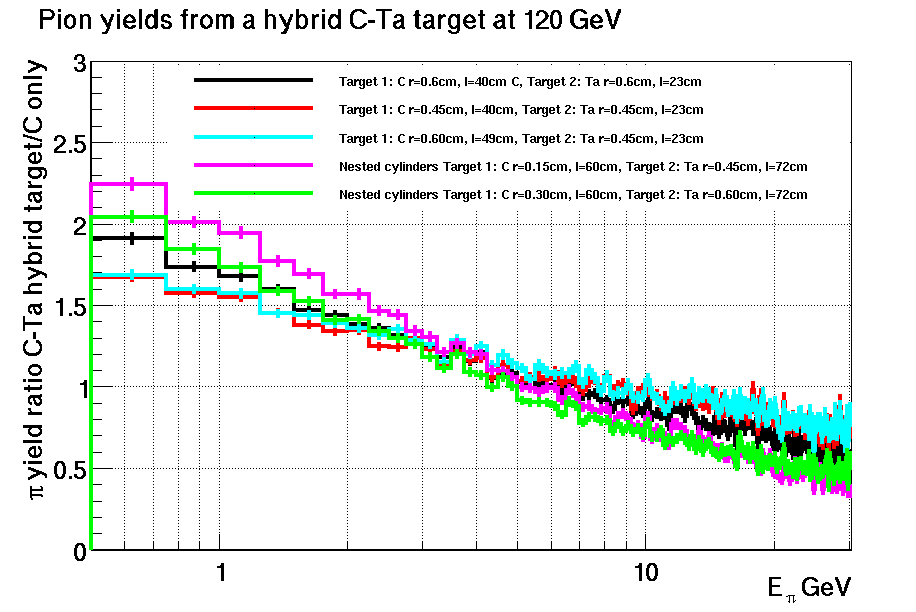 Pion yields from a hybrid C-Ta target at 120 GeV
π yield ratio C-Ta hybrid target/C only
3
2.5
2
1.5
1
0.5
0
Target 1: C r=0.6cm, l=40cm C, Target 2: Ta r=0.6cm, l=23cm
Target 1: C r=0.45cm, l=40cm, Target 2: Ta r=0.45cm, l=23cm
Target 1: C r=0.60cm, l=49cm, Target 2: Ta r=0.45cm, l=23cm
Nested cylinders Target 1: C r=0.15cm, l=60cm, Target 2: Ta r=0.45cm, l=72cm
Nested cylinders Target 1: C r=0.30cm, l=60cm, Target 2: Ta r=0.60cm, l=72cm
1
10
E_π GeV